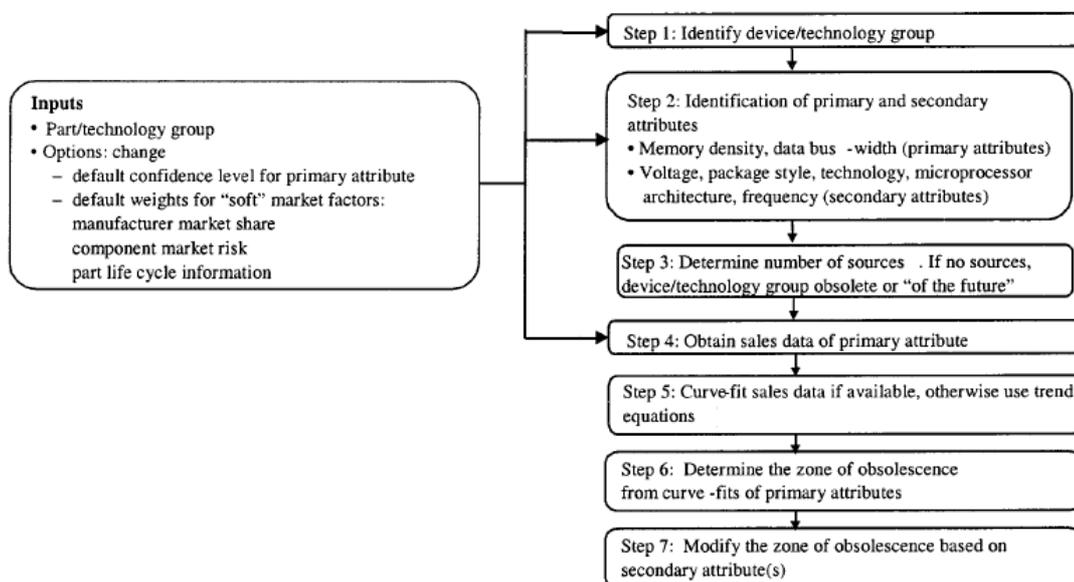 Inputs
• Part/technology group
• Options: change
– default confidence level for primary attribute
– default weights for “soft” market factors:
manufacturer market share
component market risk
part life cycle information
Step 1: Identify device/technology group
Step 2: Identification of primary and secondary
attributes
• Memory density, data bus -width (primary attributes)
• Voltage, package style, technology, microprocessor
architecture, frequency (secondary attributes)
Step 3: Determine number of sources . If no sources,
device/technology group obsolete or “of the future”
Step 4: Obtain sales data of primary attribute
Step 5: Curve-fit sales data if available, otherwise use trend
equations
Step 6: Determine the zone of obsolescence
from curve -fits of primary attributes
Step 7: Modify the zone of obsolescence based on
secondary attribute(s)